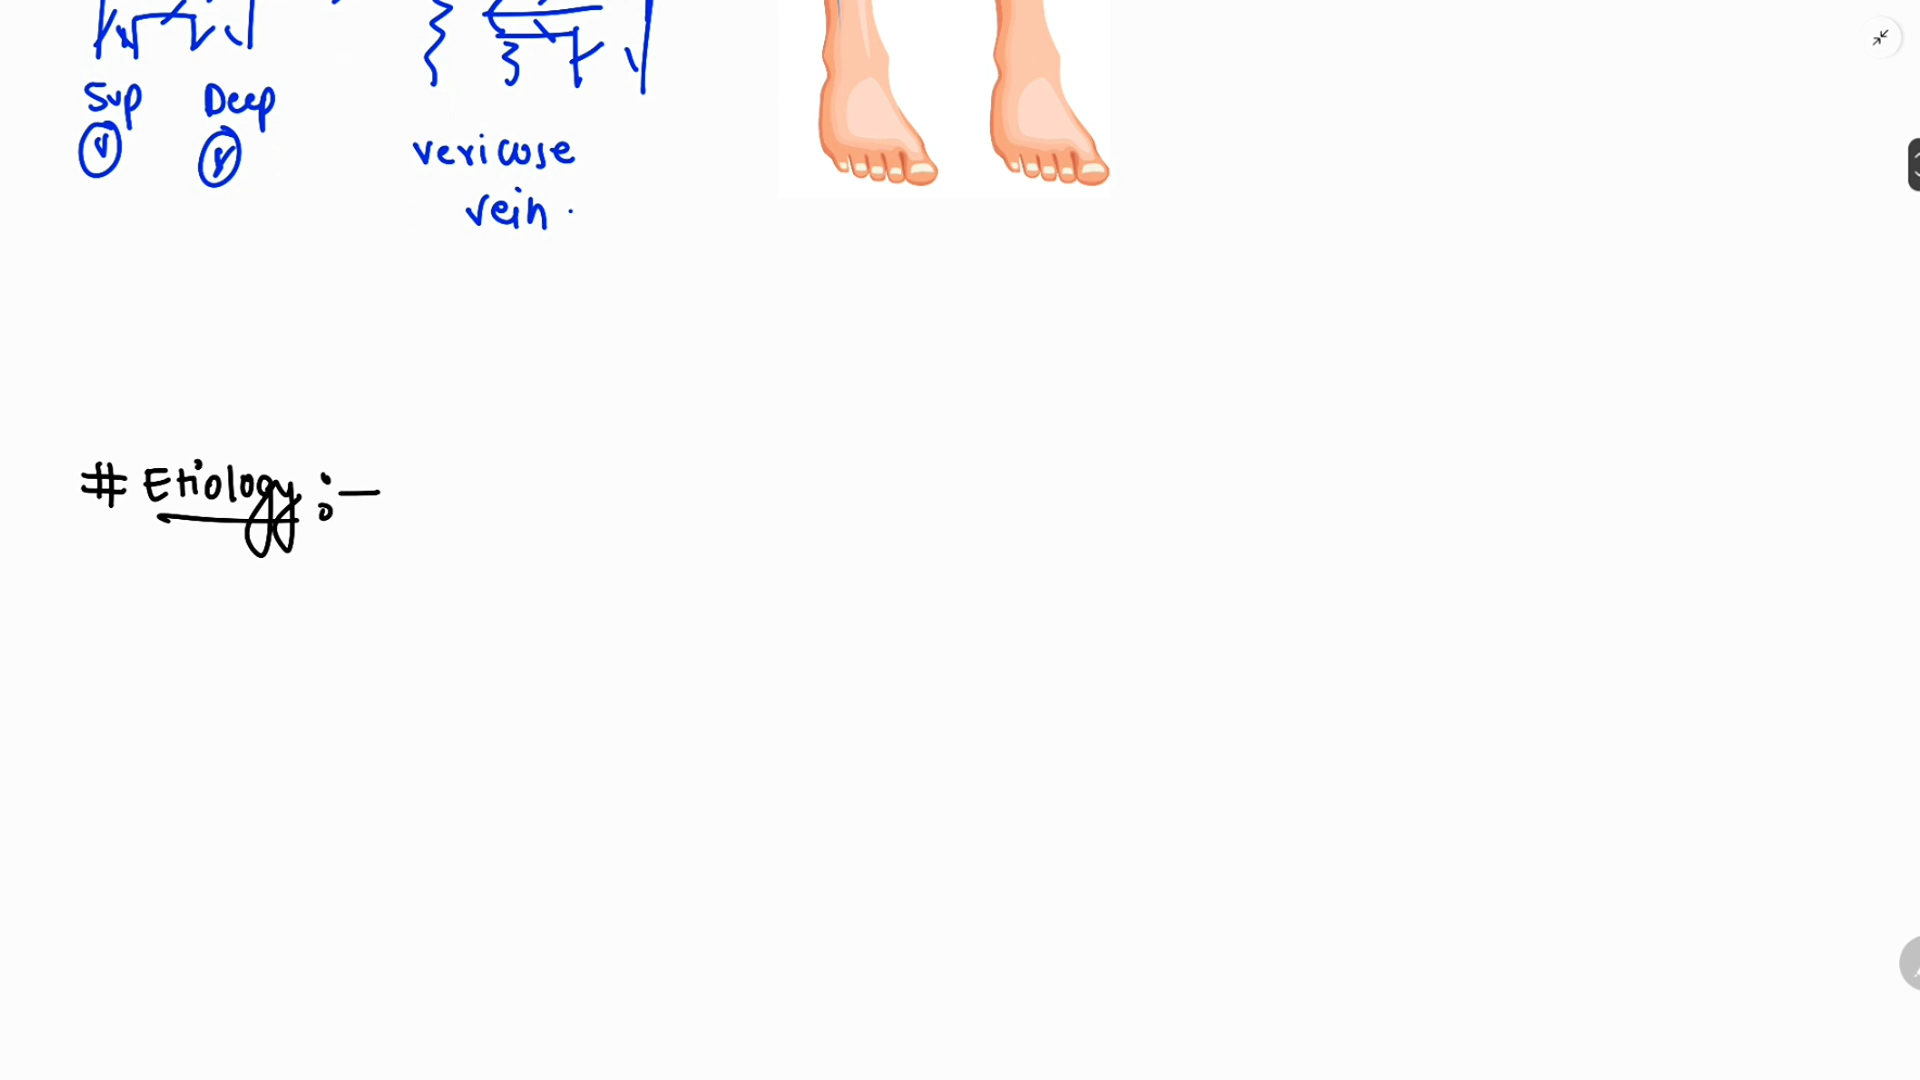 Sup Deep
vericose
vein.
# Etiology :-